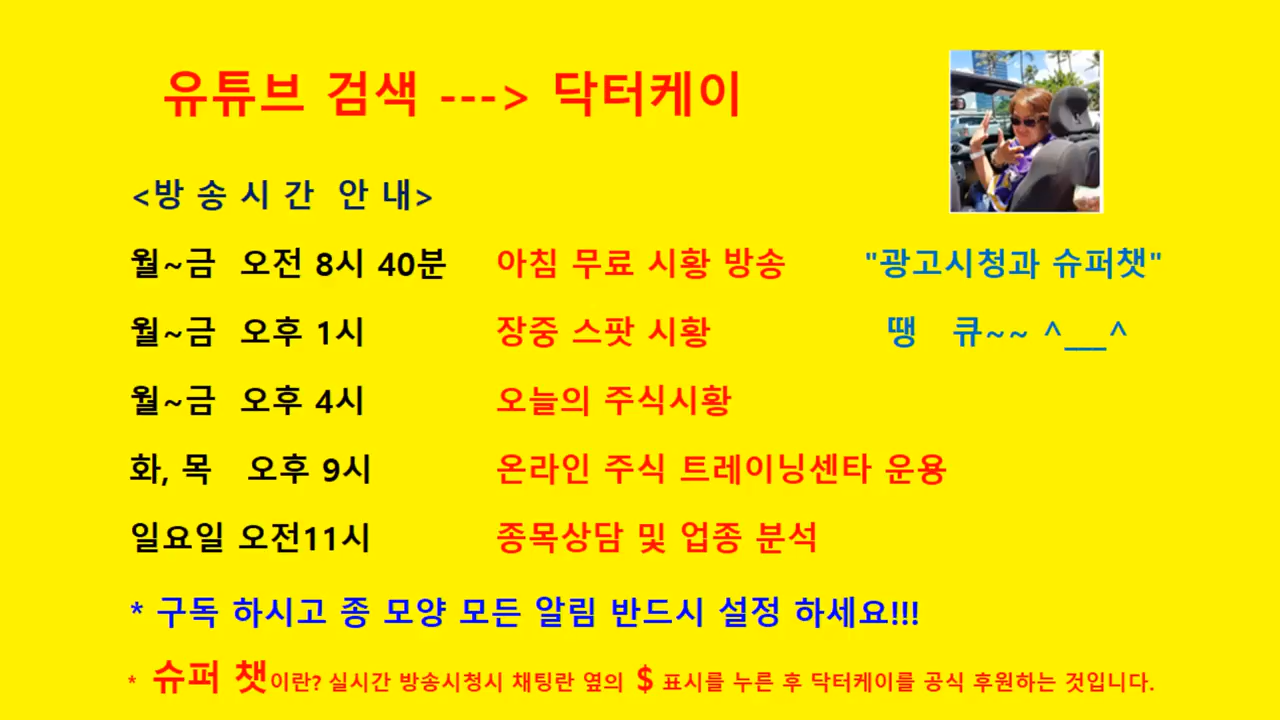 유튜브 검색 ---> 닥터케이
<방 송 시 간 안 내>
월~금 오전 8시 40분 아침 무료 시황 방송 "광고시청과 슈퍼챗"
월~금 오후 1시 장중 스팟 시황 땡 큐~~ ^___^
월~금 오후 4시 오늘의 주식시황
화, 목 오후 9시 온라인 주식 트레이닝센타 운용
일요일 오전11시 종목상담 및 업종 분석
* 구독 하시고 종 모양 모든 알림 반드시 설정 하세요!!!
* 슈퍼 챗이란? 실시간 방송시청시 채팅란 옆의 $ 표시를 누른 후 닥터케이를 공식 후원하는 것입니다.